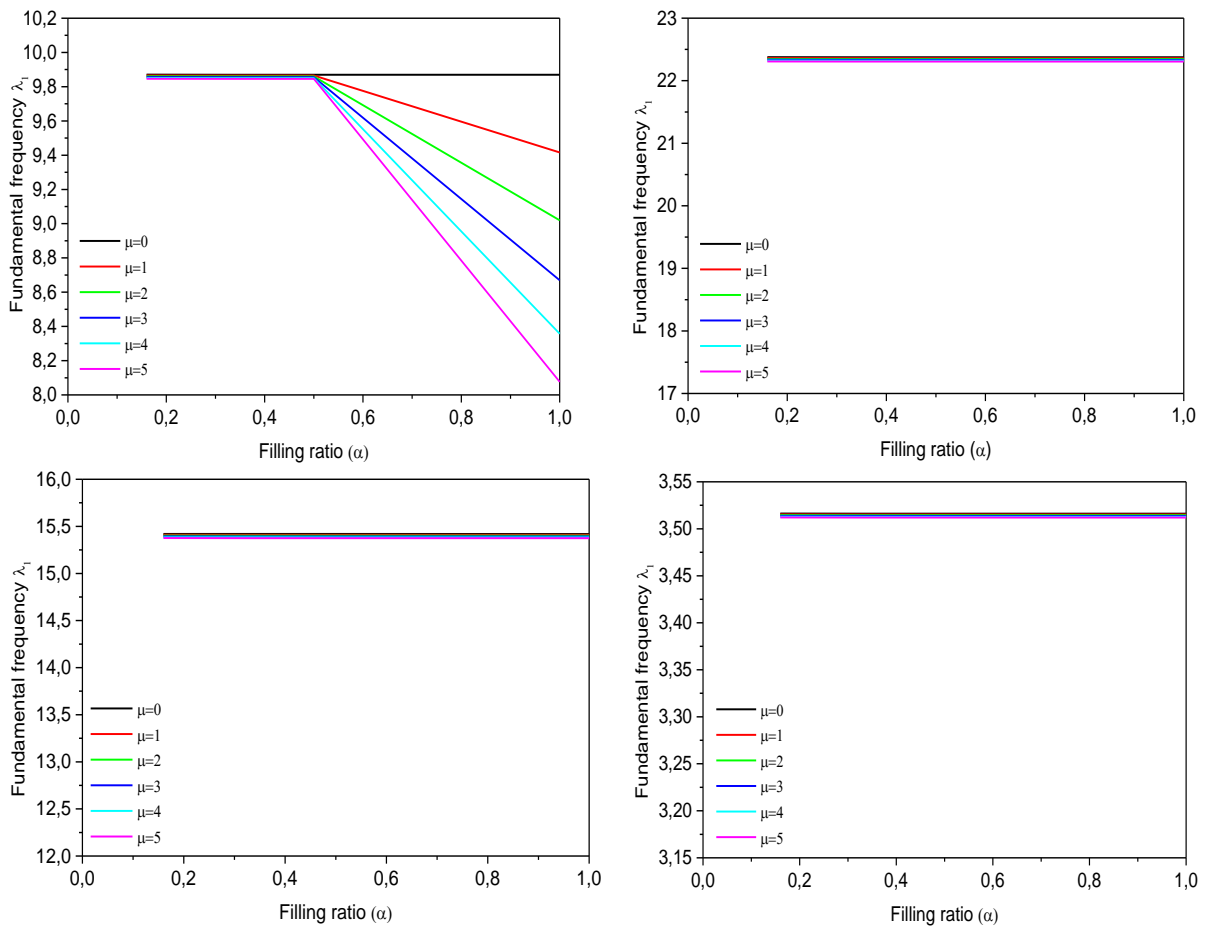 Fundamental frequency λ₁
10,2
10,0
9,8
9,6
9,4
9,2
9,0
8,8
8,6
8,4
8,2
8,0
μ=0
μ=1
μ=2
μ=3
μ=4
μ=5
0,0 0,2 0,4 0,6 0,8 1,0
Filling ratio (α)
Fundamental frequency λ₁
23
22
21
20
19
18
17
μ=0
μ=1
μ=2
μ=3
μ=4
μ=5
0,0 0,2 0,4 0,6 0,8 1,0
Filling ratio (α)
Fundamental frequency λ₁
16,0
15,5
15,0
14,5
14,0
13,5
13,0
12,5
12,0
μ=0
μ=1
μ=2
μ=3
μ=4
μ=5
0,0 0,2 0,4 0,6 0,8 1,0
Filling ratio (α)
Fundamental frequency λ₁
3,55
3,50
3,45
3,40
3,35
3,30
3,25
3,20
3,15
μ=0
μ=1
μ=2
μ=3
μ=4
μ=5
0,0 0,2 0,4 0,6 0,8 1,0
Filling ratio (α)